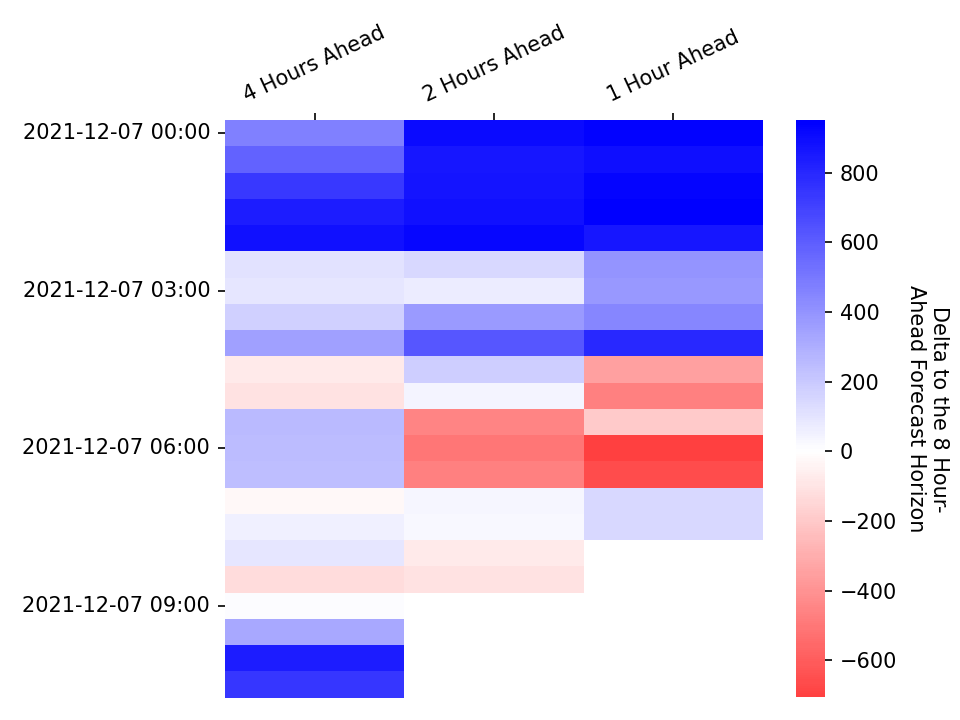 4 Hours Ahead
2 Hours Ahead
1 Hour Ahead
2021-12-07 00:00
2021-12-07 03:00
2021-12-07 06:00
2021-12-07 09:00
800
600
400
200
0
−200
−400
−600
Delta to the 8 Hour-
Ahead Forecast Horizon